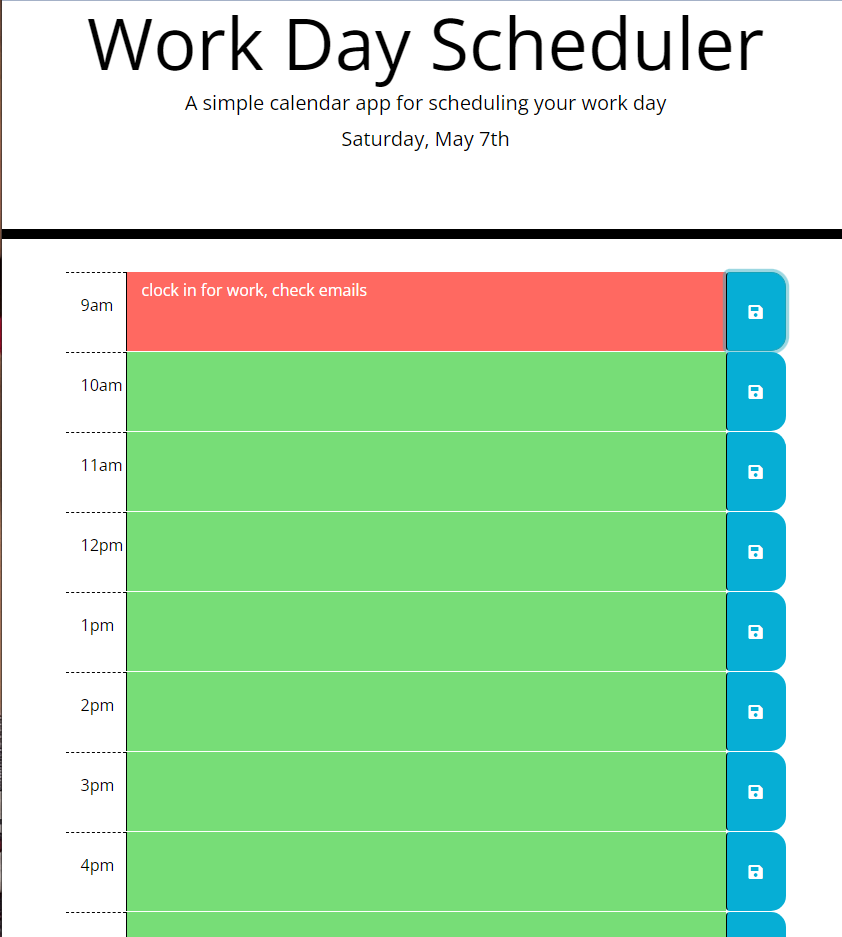 Work Day Scheduler
A simple calendar app for scheduling your work day
Saturday, May 7th
9am
clock in for work, check emails
10am
11am
12pm
1pm
2pm
3pm
4pm